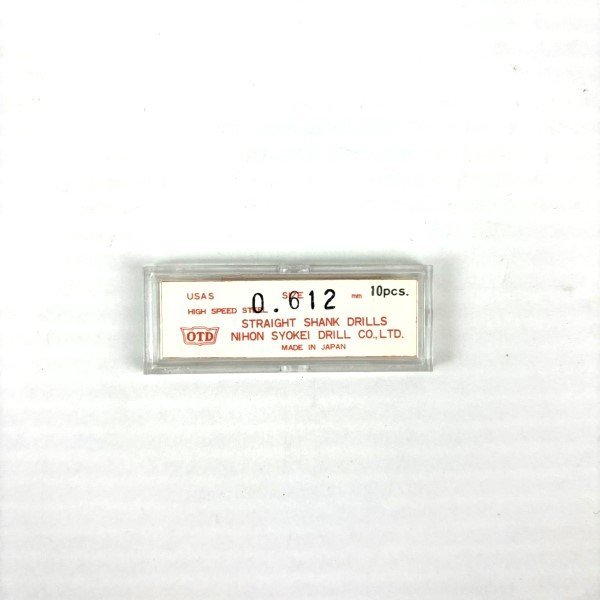 USAS SIZE 0.612 mm 10pcs.
HIGH SPEED STEEL
OTD STRAIGHT SHANK DRILLS
NIHON SYOKEI DRILL CO.,LTD.
MADE IN JAPAN